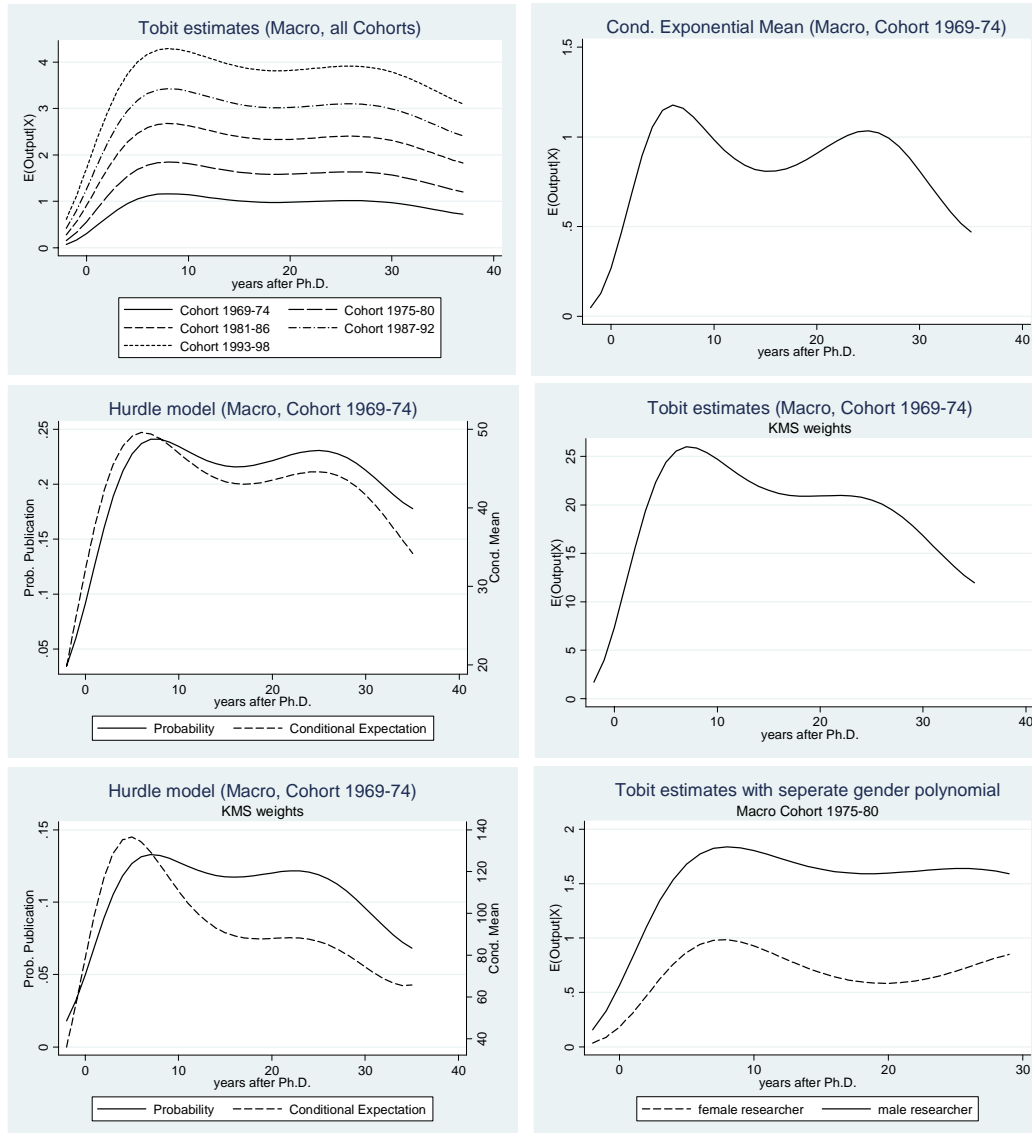 Tobit estimates (Macro, all Cohorts)
E(Output|X)
0 1 2 3 4
0 10 20 30 40
years after Ph.D.
Cohort 1969-74 Cohort 1975-80
Cohort 1981-86 Cohort 1987-92
Cohort 1993-98
Cond. Exponential Mean (Macro, Cohort 1969-74)
E(Output|X)
0 .5 1 1.5
0 10 20 30 40
years after Ph.D.
Hurdle model (Macro, Cohort 1969-74)
Prob. Publication
.05 .1 .15 .2 .25
Cond. Mean
20 30 40 50
0 10 20 30 40
years after Ph.D.
Probability Conditional Expectation
Tobit estimates (Macro, Cohort 1969-74)
KMS weights
E(Output|X)
0 5 10 15 20 25
0 10 20 30 40
years after Ph.D.
Hurdle model (Macro, Cohort 1969-74)
KMS weights
Prob. Publication
0 .05 .1 .15
Cond. Mean
40 60 80 100 120 140
0 10 20 30 40
years after Ph.D.
Probability Conditional Expectation
Tobit estimates with seperate gender polynomial
Macro Cohort 1975-80
E(Output|X)
0 .5 1 1.5 2
0 10 20 30
years after Ph.D.
female researcher male researcher